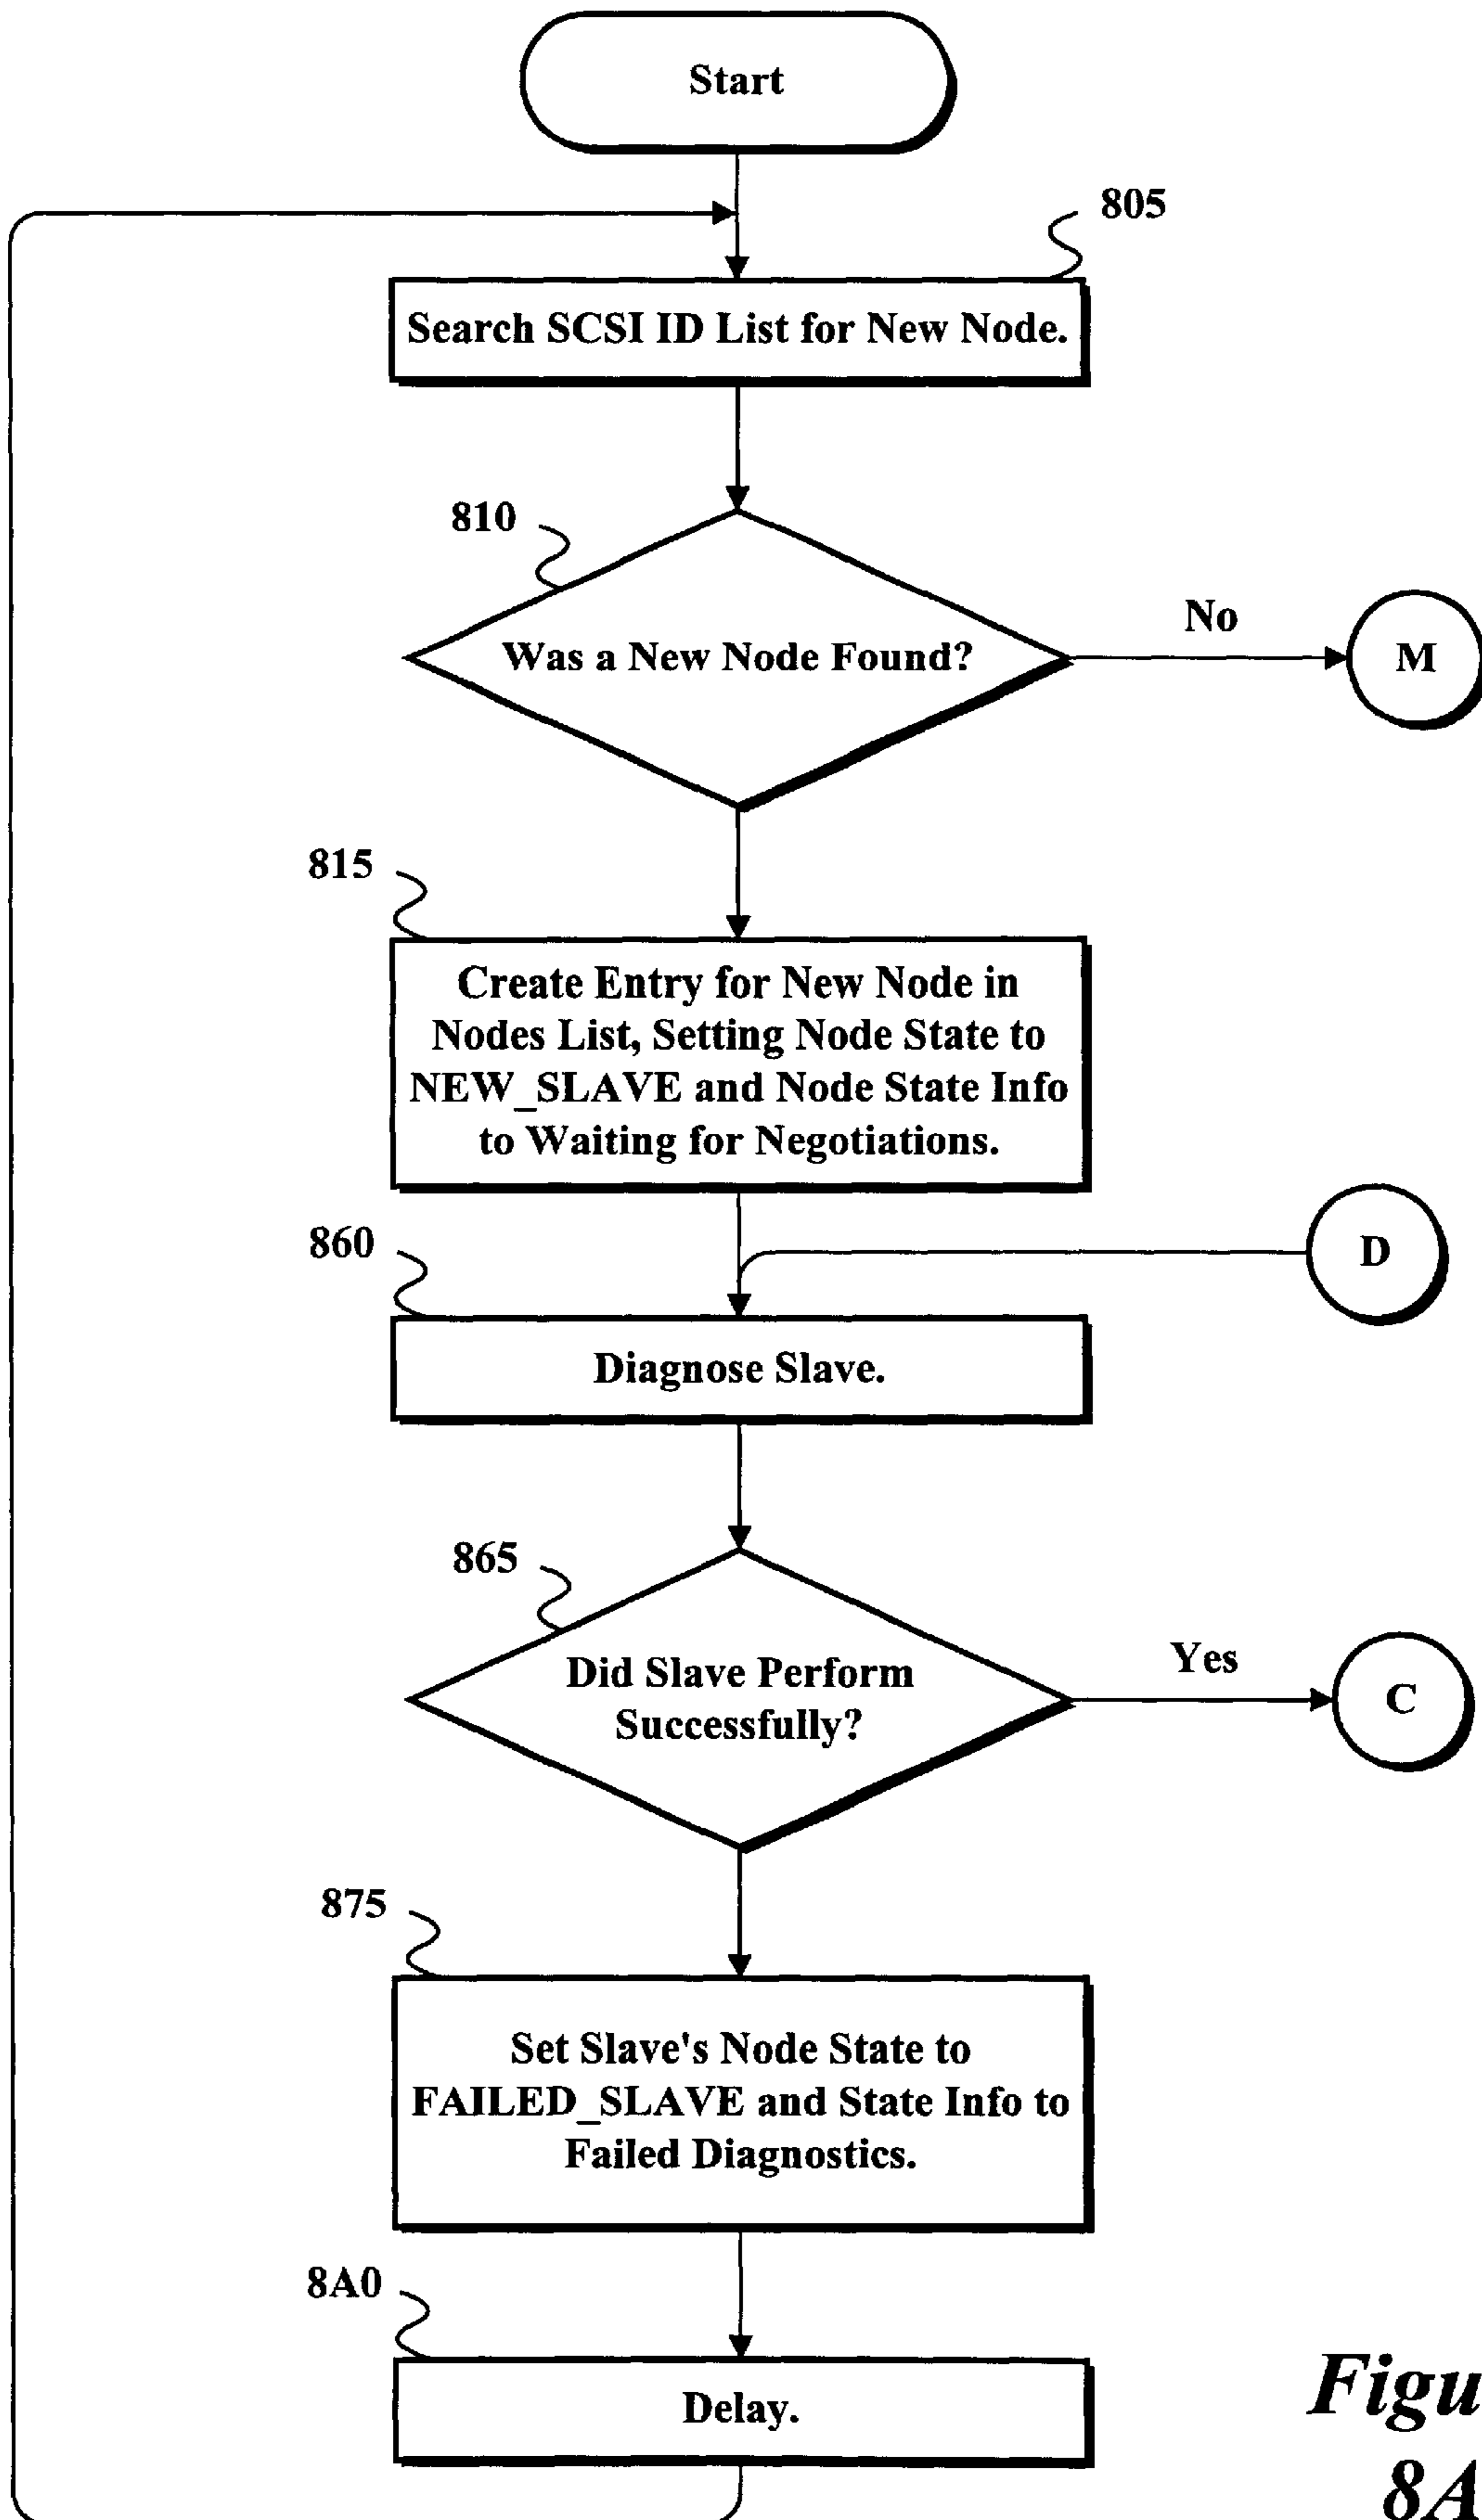 Start
805
Search SCSI ID List for New Node.
810
Was a New Node Found?
No
M
815
Create Entry for New Node in
Nodes List, Setting Node State to
NEW_SLAVE and Node State Info
to Waiting for Negotiations.
860
D
Diagnose Slave.
865
Did Slave Perform
Successfully?
Yes
C
875
Set Slave's Node State to
FAILED_SLAVE and State Info to
Failed Diagnostics.
8A0
Delay.
Figu
8A